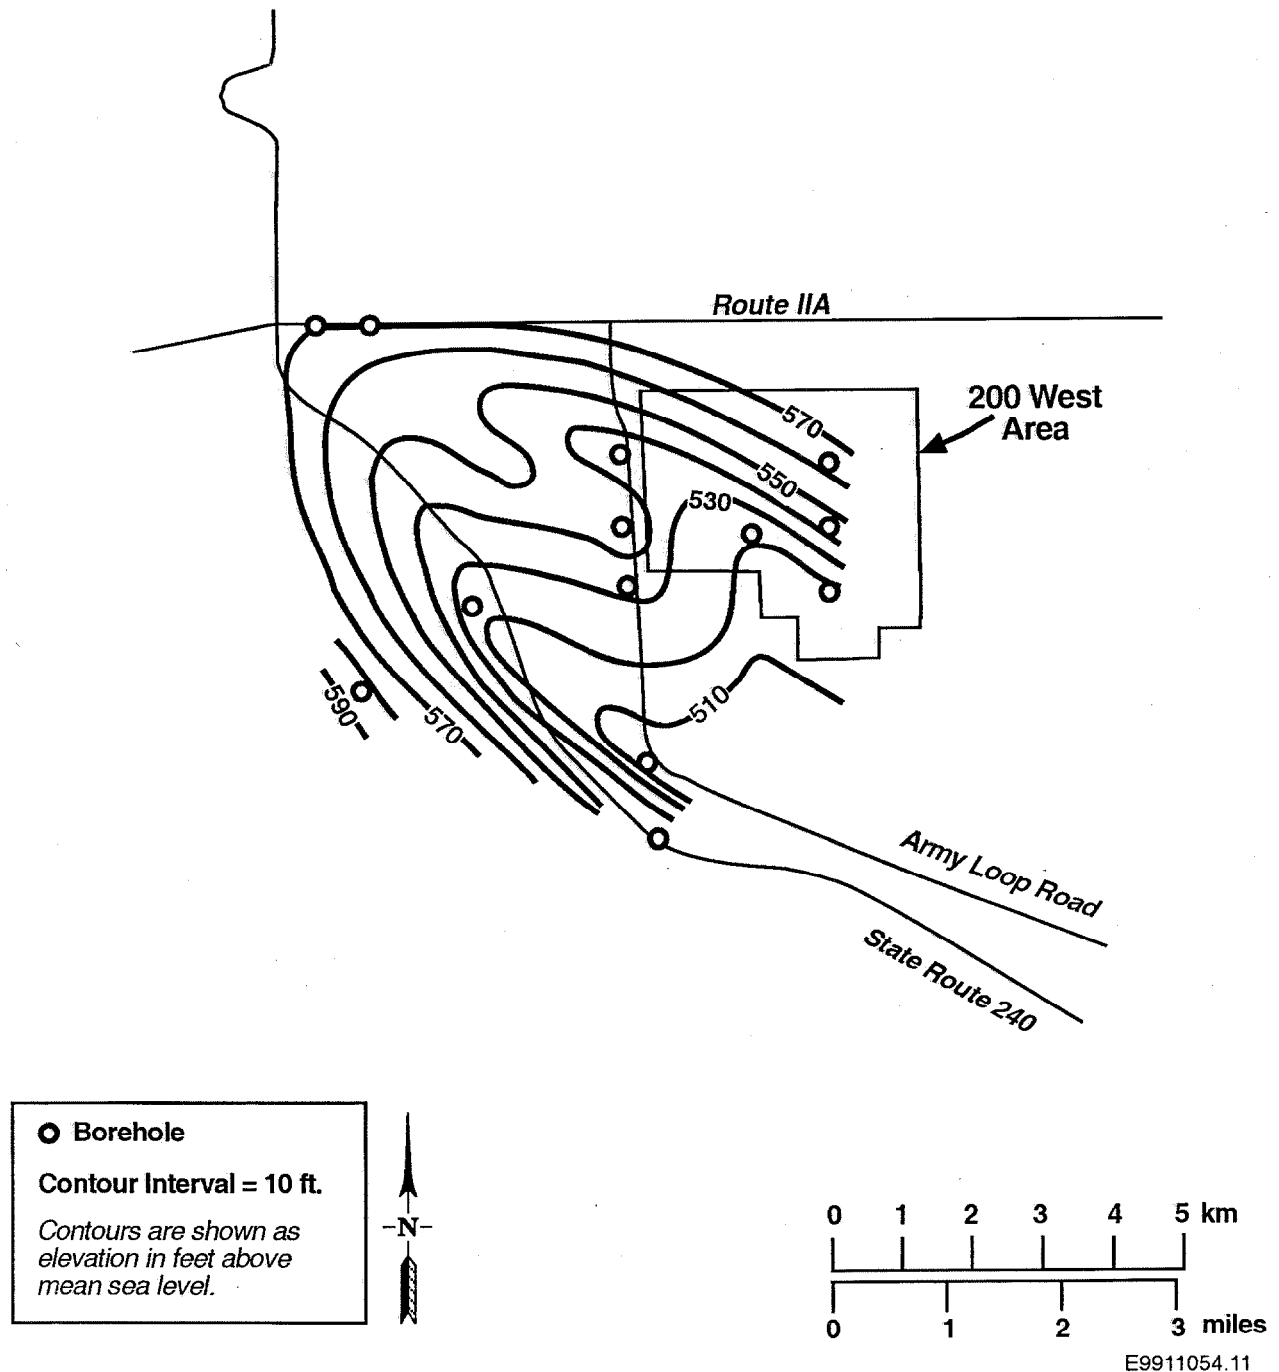 Route IIA
200 West
Area
570
550
530
510
590
570
Army Loop Road
State Route 240
Borehole
Contour Interval = 10 ft.
Contours are shown as
elevation in feet above
mean sea level.
N
0 1 2 3 4 5 km
0 1 2 3 miles
E9911054.11